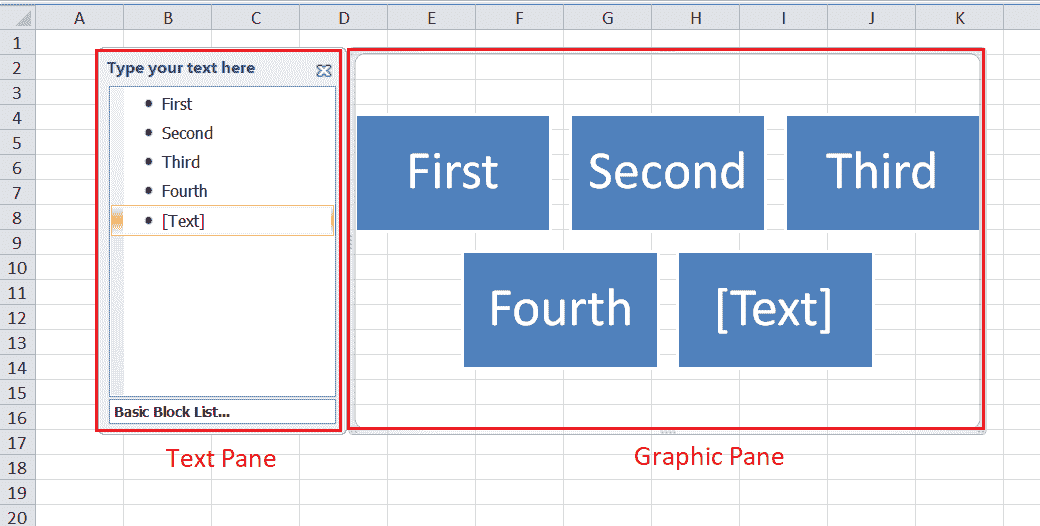 A B C D E F G H I J K
1
2
3
4
5
6
7
8
9
10
11
12
13
14
15
16
17
18
19
20
Type your text here
First
Second
Third
Fourth
[Text]
Basic Block List...
Text Pane
First Second Third
Fourth [Text]
Graphic Pane